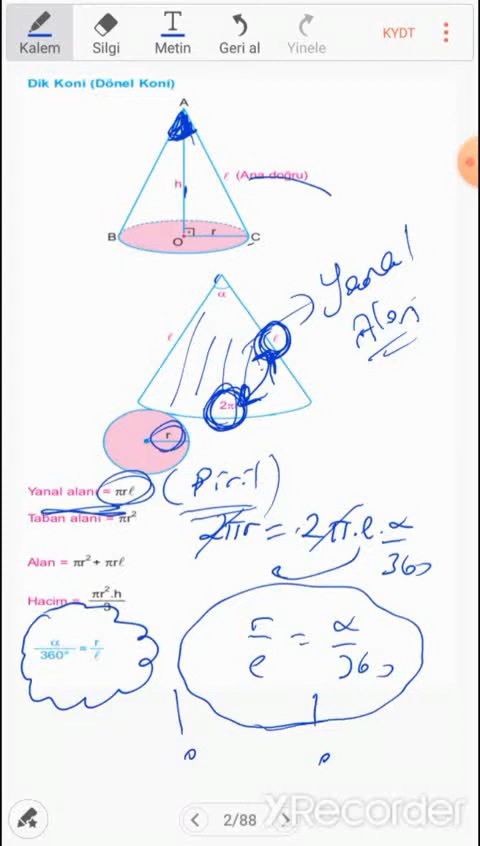 Kalem
Silgi
Metin
Geri al
Yinele
KYDT
Dik Koni (Dönel Koni)
A
h
ℓ (Ana doğru)
B
O
r
C
α
ℓ
ℓ
Yanal
Alan
2π
r
Yanal alan = πrℓ
(Pir.l)
Taban alanı = πr²
2πr = 2π.ℓ.α/360
Alan = πr² + πrℓ
Hacim = πr².h/3
α/360° = r/ℓ
r/ℓ = α/360
2/88
XRecorder